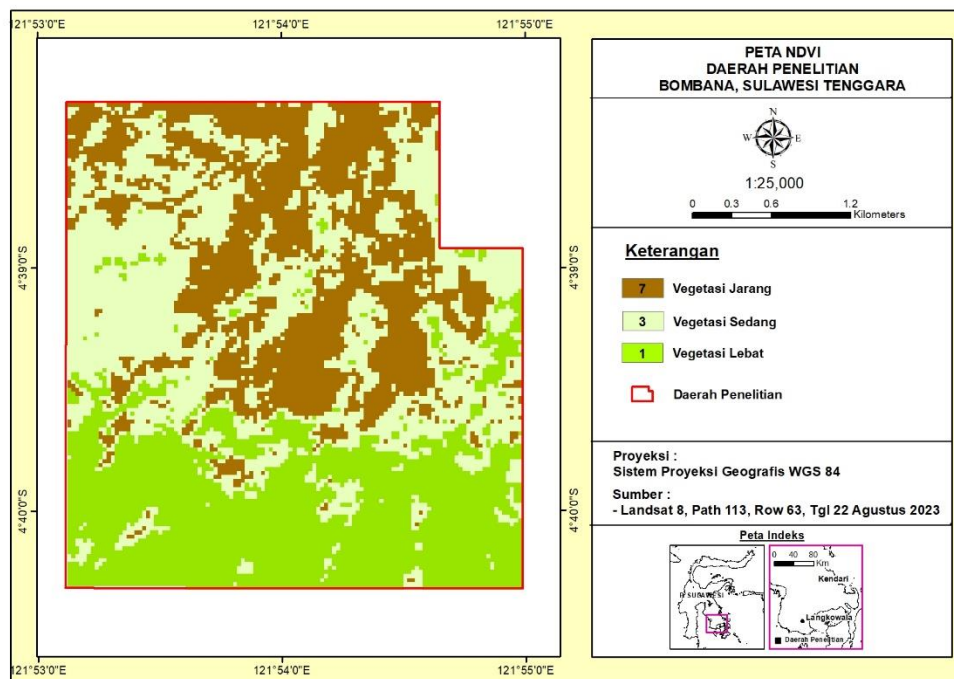 121°53'0"E 121°54'0"E 121°55'0"E
4°39'0"S 4°39'0"S
4°40'0"S 4°40'0"S
121°53'0"E 121°54'0"E 121°55'0"E
PETA NDVI
DAERAH PENELITIAN
BOMBANA, SULAWESI TENGGARA
N
W E
S
1:25,000
0 0.3 0.6 1.2
Kilometers
Keterangan
7 Vegetasi Jarang
3 Vegetasi Sedang
1 Vegetasi Lebat
Daerah Penelitian
Proyeksi :
Sistem Proyeksi Geografis WGS 84
Sumber :
- Landsat 8, Path 113, Row 63, Tgl 22 Agustus 2023
Peta Indeks
SULAWESI
0 40 80
Km
Kendari
Langkowala
Daerah Penelitian